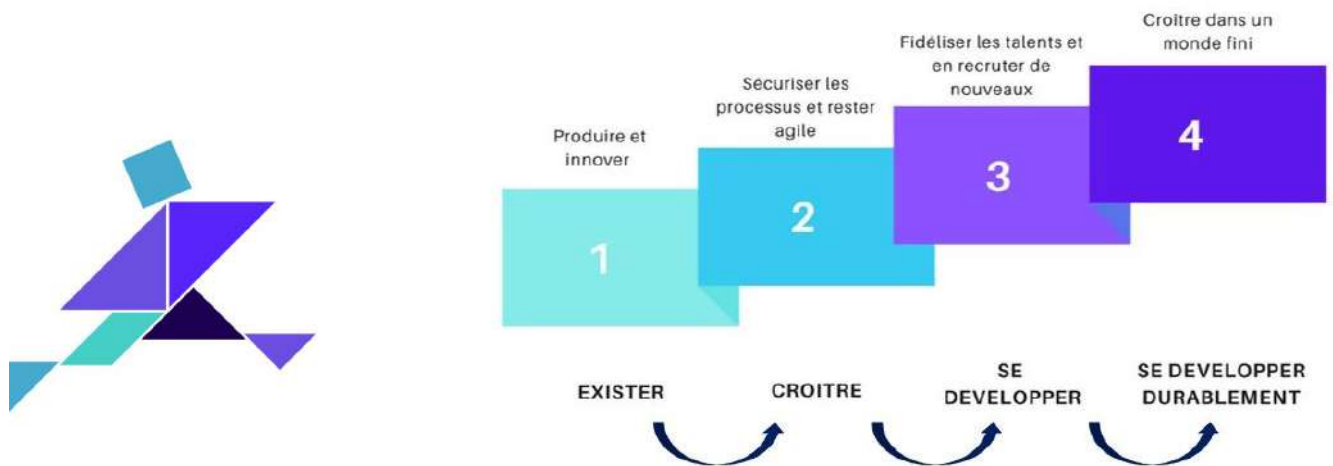 Produire et
innover
1
Sécuriser les
processus et rester
agile
2
Fidéliser les talents et
en recruter de
nouveaux
3
Croître dans un
monde fini
4
EXISTER
CROITRE
SE
DEVELOPPER
SE DEVELOPPER
DURABLEMENT